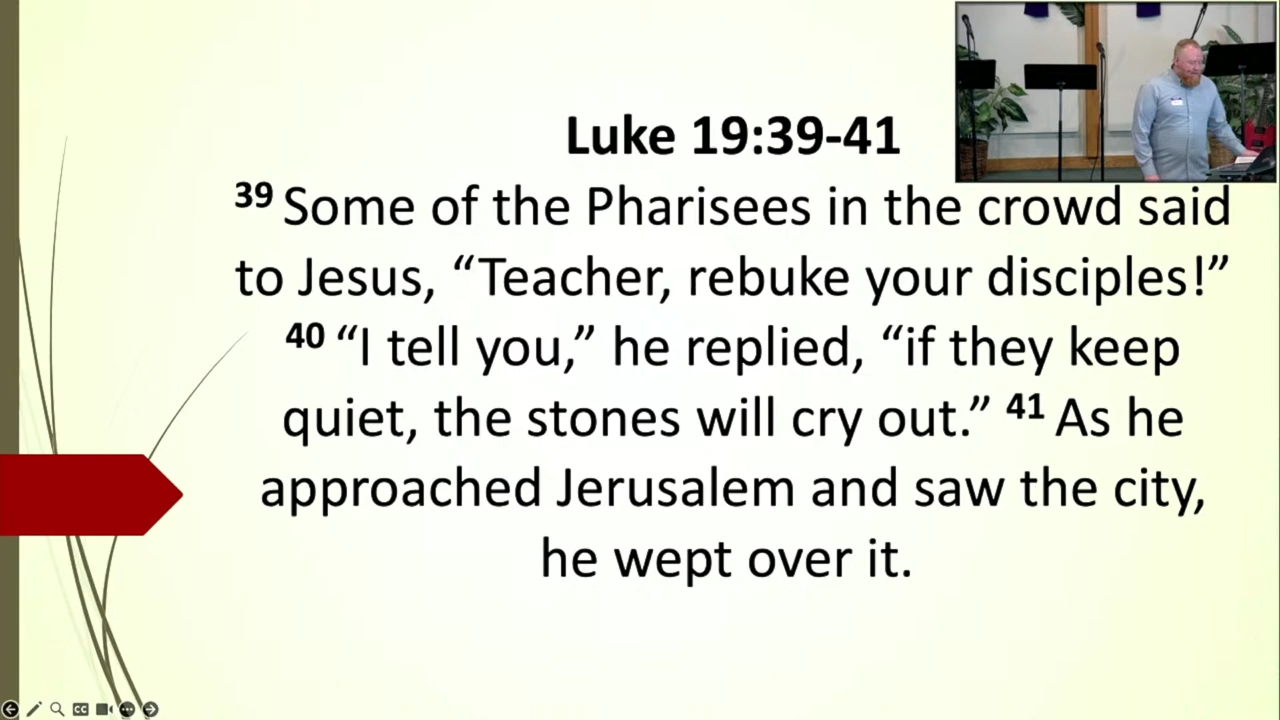 Luke 19:39-41
39 Some of the Pharisees in the crowd said
to Jesus, “Teacher, rebuke your disciples!”
40 “I tell you,” he replied, “if they keep
quiet, the stones will cry out.” 41 As he
approached Jerusalem and saw the city,
he wept over it.
CC